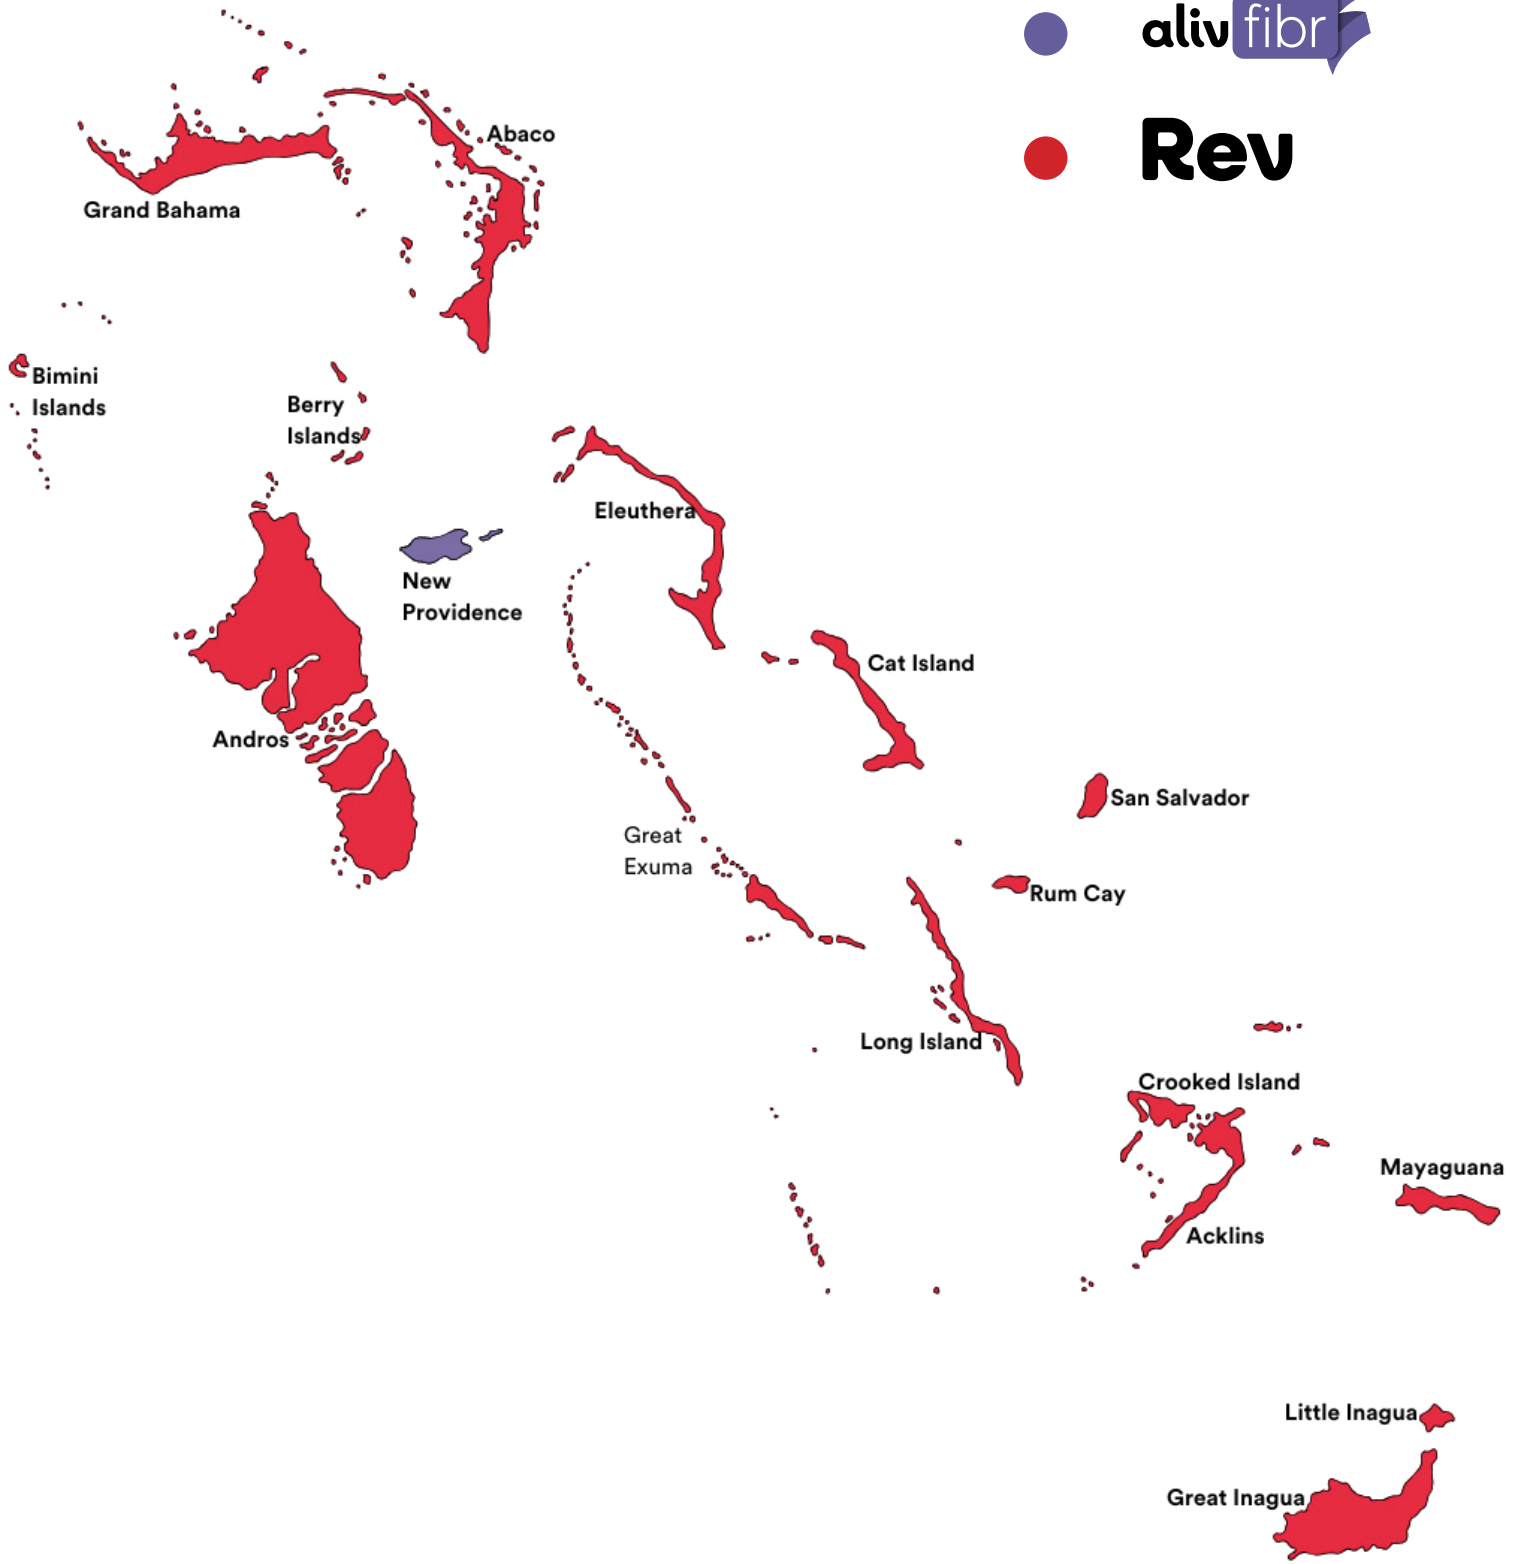 aliv fibr
Rev
Abaco
Grand Bahama
Bimini
Islands
Berry
Islands
Eleuthera
New
Providence
Cat Island
Andros
San Salvador
Great
Exuma
Rum Cay
Long Island
Crooked Island
Mayaguana
Acklins
Little Inagua
Great Inagua